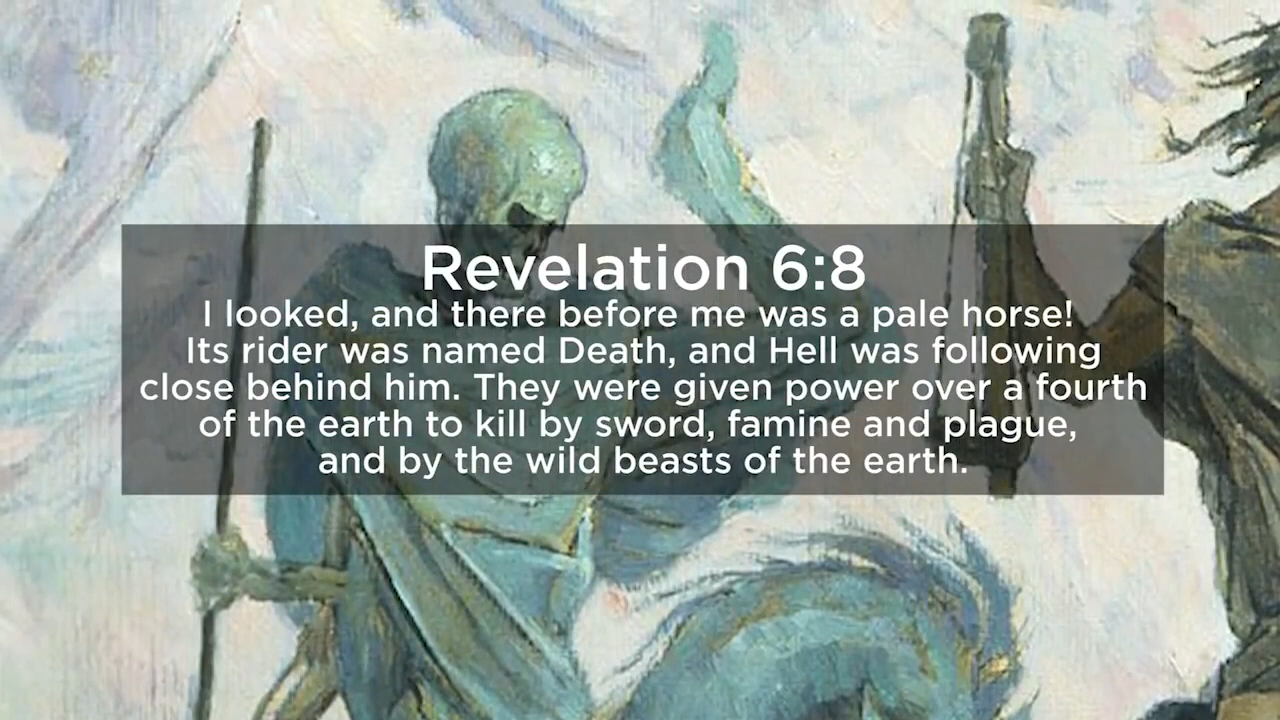 Revelation 6:8
I looked, and there before me was a pale horse!
Its rider was named Death, and Hell was following
close behind him. They were given power over a fourth
of the earth to kill by sword, famine and plague,
and by the wild beasts of the earth.